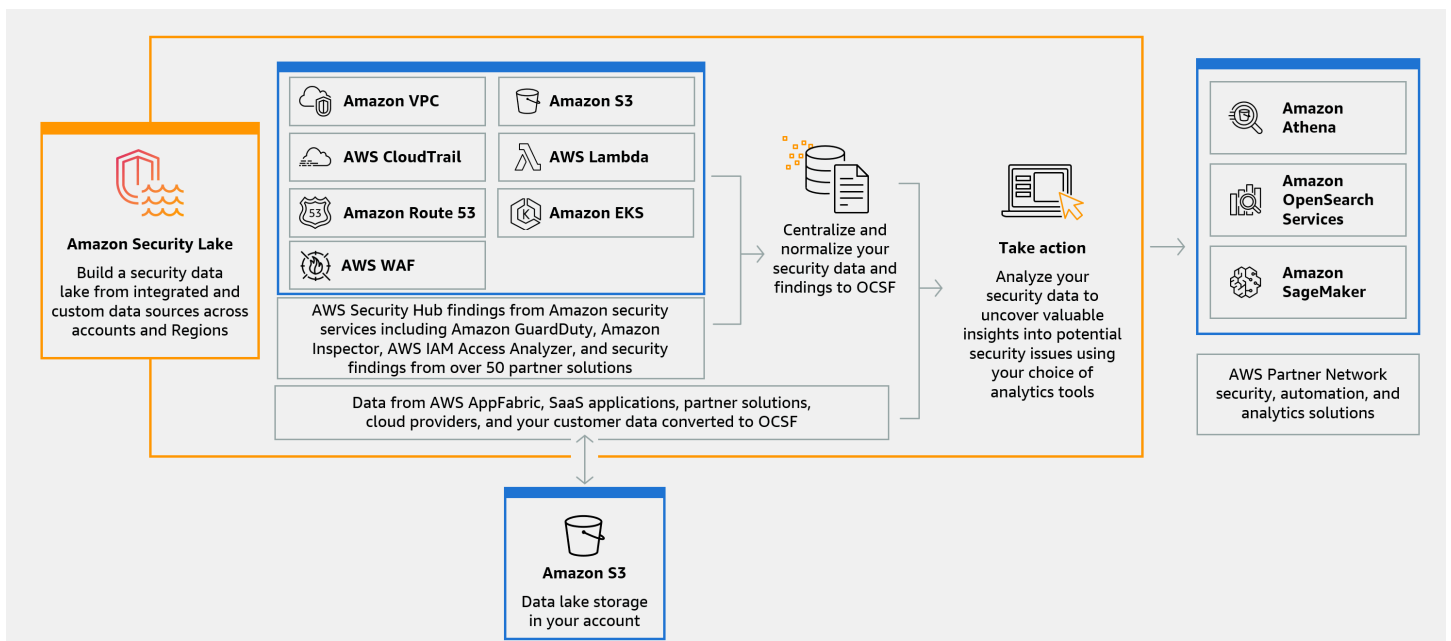 Amazon Security Lake
Build a security data
lake from integrated and
custom data sources across
accounts and Regions
Amazon VPC
Amazon S3
AWS CloudTrail
AWS Lambda
53
Amazon Route 53
K
Amazon EKS
AWS WAF
AWS Security Hub findings from Amazon security
services including Amazon GuardDuty, Amazon
Inspector, AWS IAM Access Analyzer, and security
findings from over 50 partner solutions
Data from AWS AppFabric, SaaS applications, partner solutions,
cloud providers, and your customer data converted to OCSF
Centralize and
normalize your
security data and
findings to OCSF
Take action
Analyze your
security data to
uncover valuable
insights into potential
security issues using
your choice of
analytics tools
Amazon
Athena
Amazon
OpenSearch
Services
Amazon
SageMaker
AWS Partner Network
security, automation, and
analytics solutions
Amazon S3
Data lake storage
in your account